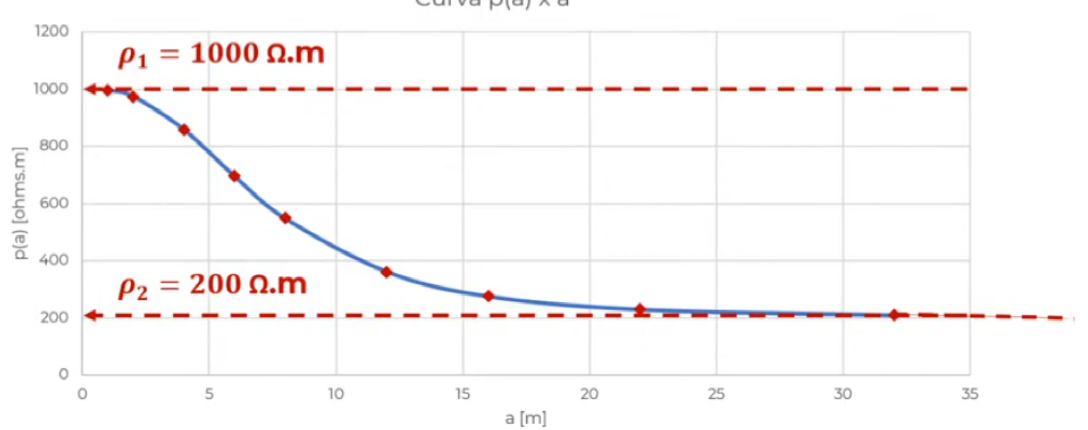 Curva p(a) x a
1200
ρ₁ = 1000 Ω.m
1000
800
600
400
ρ₂ = 200 Ω.m
200
0
p(a) [ohms.m]
0 5 10 15 20 25 30 35
a [m]